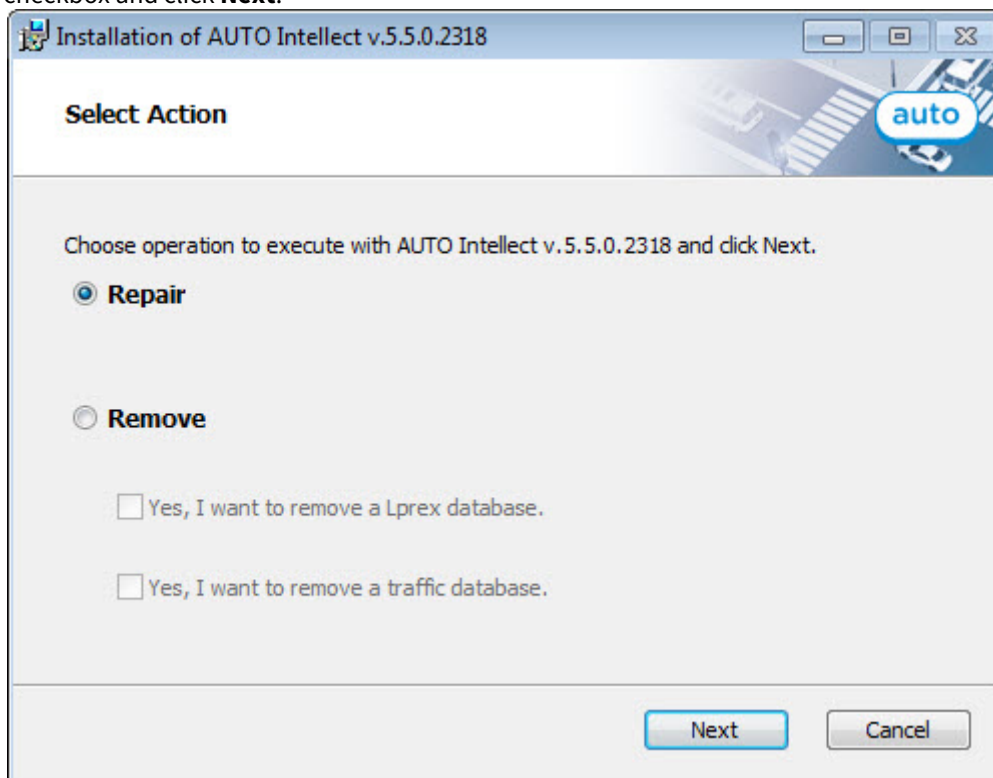 checkbox and click Next.
Installation of AUTO Intellect v.5.5.0.2318
Select Action
auto
Choose operation to execute with AUTO Intellect v.5.5.0.2318 and click Next.
Repair
Remove
Yes, I want to remove a Lprex database.
Yes, I want to remove a traffic database.
Next Cancel